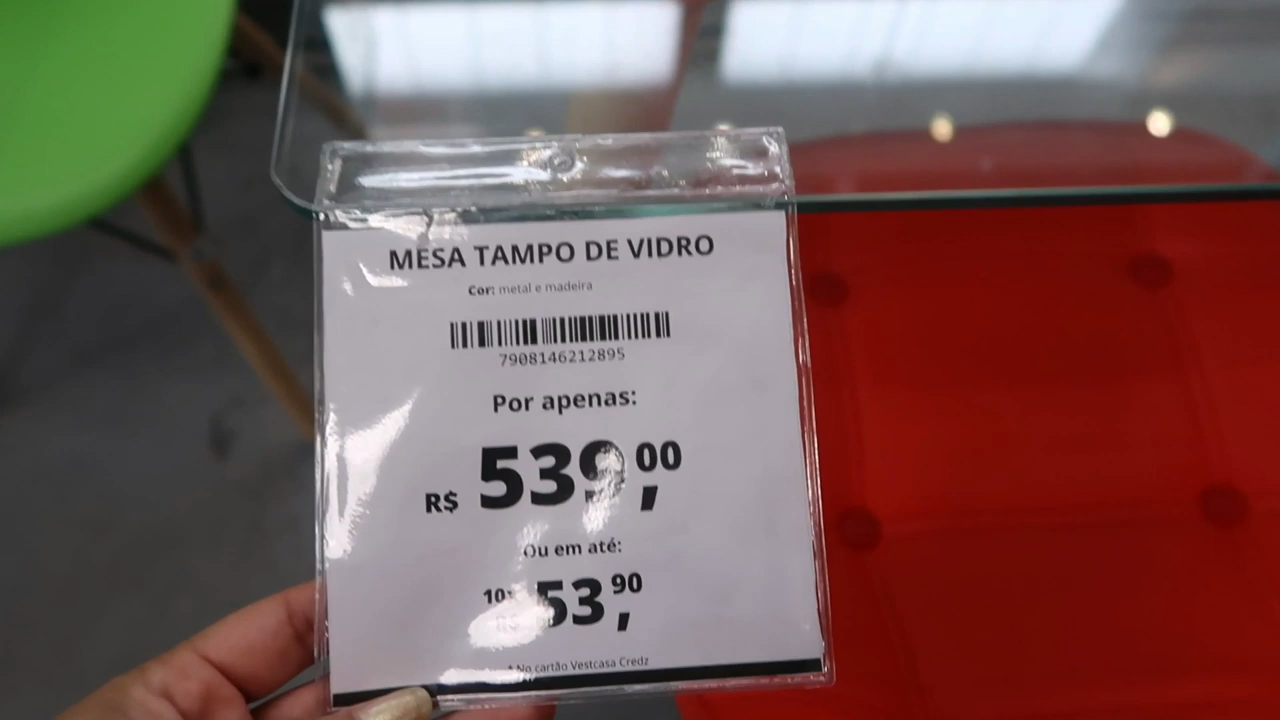 MESA TAMPO DE VIDRO
Cor: metal e madeira
7908146212895
Por apenas:
R$ 539,00
Ou em até:
10x R$ 53,90
* No cartão Vestcasa Credz